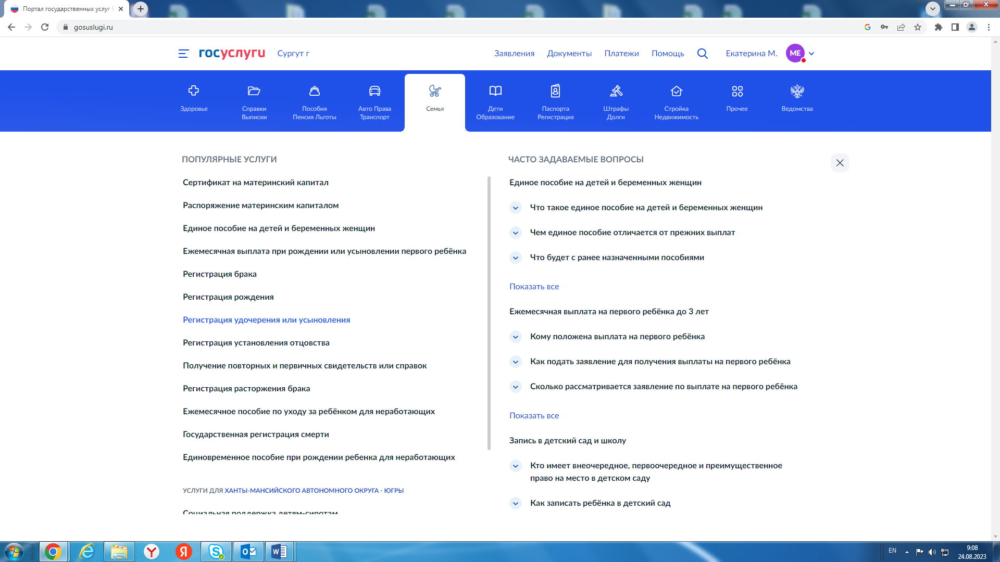 Портал государственных услуг
gosuslugi.ru
госуслуги
Сургут г
Заявления
Документы
Платежи
Помощь
Екатерина М.
МЕ
Здоровье
Справки
Выписки
Пособия
Пенсия Льготы
Авто Права
Транспорт
Семья
Дети
Образование
Паспорта
Регистрация
Штрафы
Долги
Стройка
Недвижимость
Прочее
Ведомства
ПОПУЛЯРНЫЕ УСЛУГИ
Сертификат на материнский капитал
Распоряжение материнским капиталом
Единое пособие на детей и беременных женщин
Ежемесячная выплата при рождении или усыновлении первого ребёнка
Регистрация брака
Регистрация рождения
Регистрация удочерения или усыновления
Регистрация установления отцовства
Получение повторных и первичных свидетельств или справок
Регистрация расторжения брака
Ежемесячное пособие по уходу за ребёнком для неработающих
Государственная регистрация смерти
Единовременное пособие при рождении ребенка для неработающих
УСЛУГИ ДЛЯ ХАНТЫ-МАНСИЙСКОГО АВТОНОМНОГО ОКРУГА - ЮГРЫ
Социальная поддержка детям-сиротам
ЧАСТО ЗАДАВАЕМЫЕ ВОПРОСЫ
Единое пособие на детей и беременных женщин
Что такое единое пособие на детей и беременных женщин
Чем единое пособие отличается от прежних выплат
Что будет с ранее назначенными пособиями
Показать все
Ежемесячная выплата на первого ребёнка до 3 лет
Кому положена выплата на первого ребёнка
Как подать заявление для получения выплаты на первого ребёнка
Сколько рассматривается заявление по выплате на первого ребёнка
Показать все
Запись в детский сад и школу
Кто имеет внеочередное, первоочередное и преимущественное
право на место в детском саду
Как записать ребёнка в детский сад
EN
9:08
24.08.2023